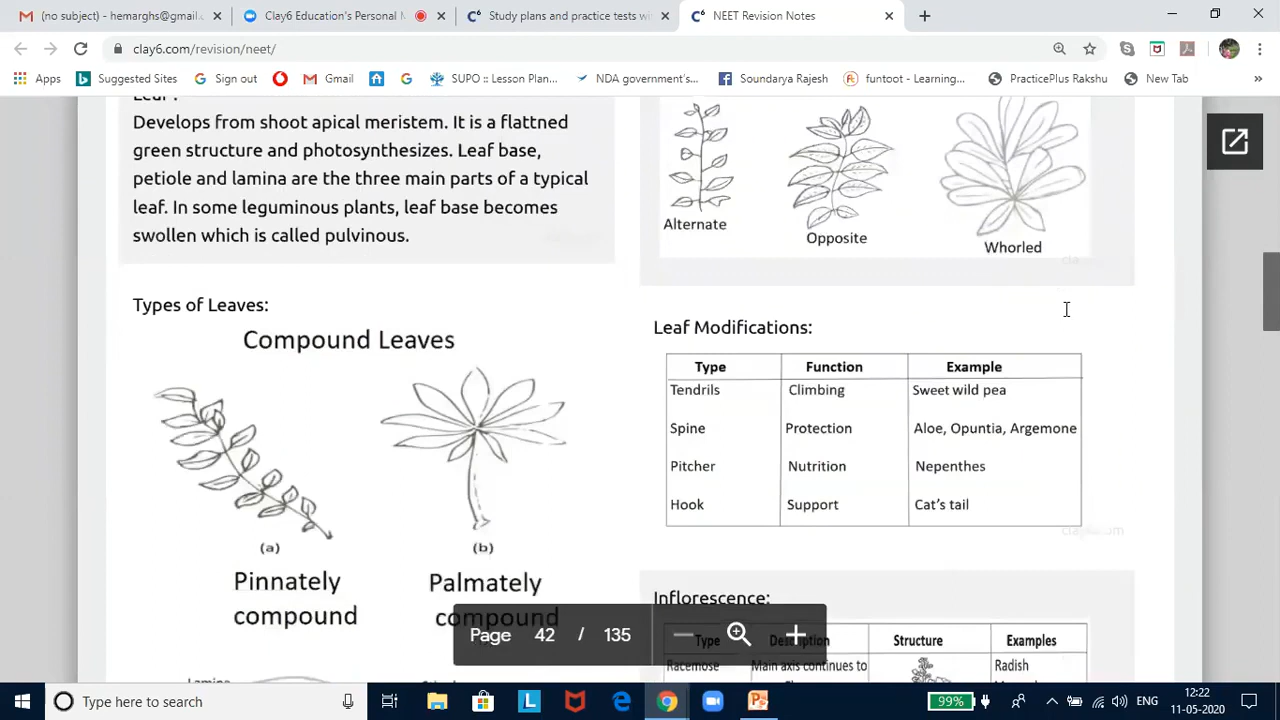 (no subject) - hemarghs@gmail.
Clay6 Education's Personal M
Study plans and practice tests wi
NEET Revision Notes
clay6.com/revision/neet/
Apps
Suggested Sites
Sign out
Gmail
SUPO :: Lesson Plan...
NDA government's...
Soundarya Rajesh
funtoot - Learning...
PracticePlus Rakshu
New Tab
»
Leaf :
Develops from shoot apical meristem. It is a flattned
green structure and photosynthesizes. Leaf base,
petiole and lamina are the three main parts of a typical
leaf. In some leguminous plants, leaf base becomes
swollen which is called pulvinous.
Types of Leaves:
Compound Leaves
(a)
(b)
Pinnately
compound
Palmately
compound
Lamina
Alternate
Opposite
Whorled
Leaf Modifications:
Type Function Example
Tendrils Climbing Sweet wild pea
Spine Protection Aloe, Opuntia, Argemone
Pitcher Nutrition Nepenthes
Hook Support Cat's tail
Inflorescence:
Type Description Structure Examples
Racemose Main axis continues to Radish
Page 42 / 135
Type here to search
99%
ENG
12:22
11-05-2020